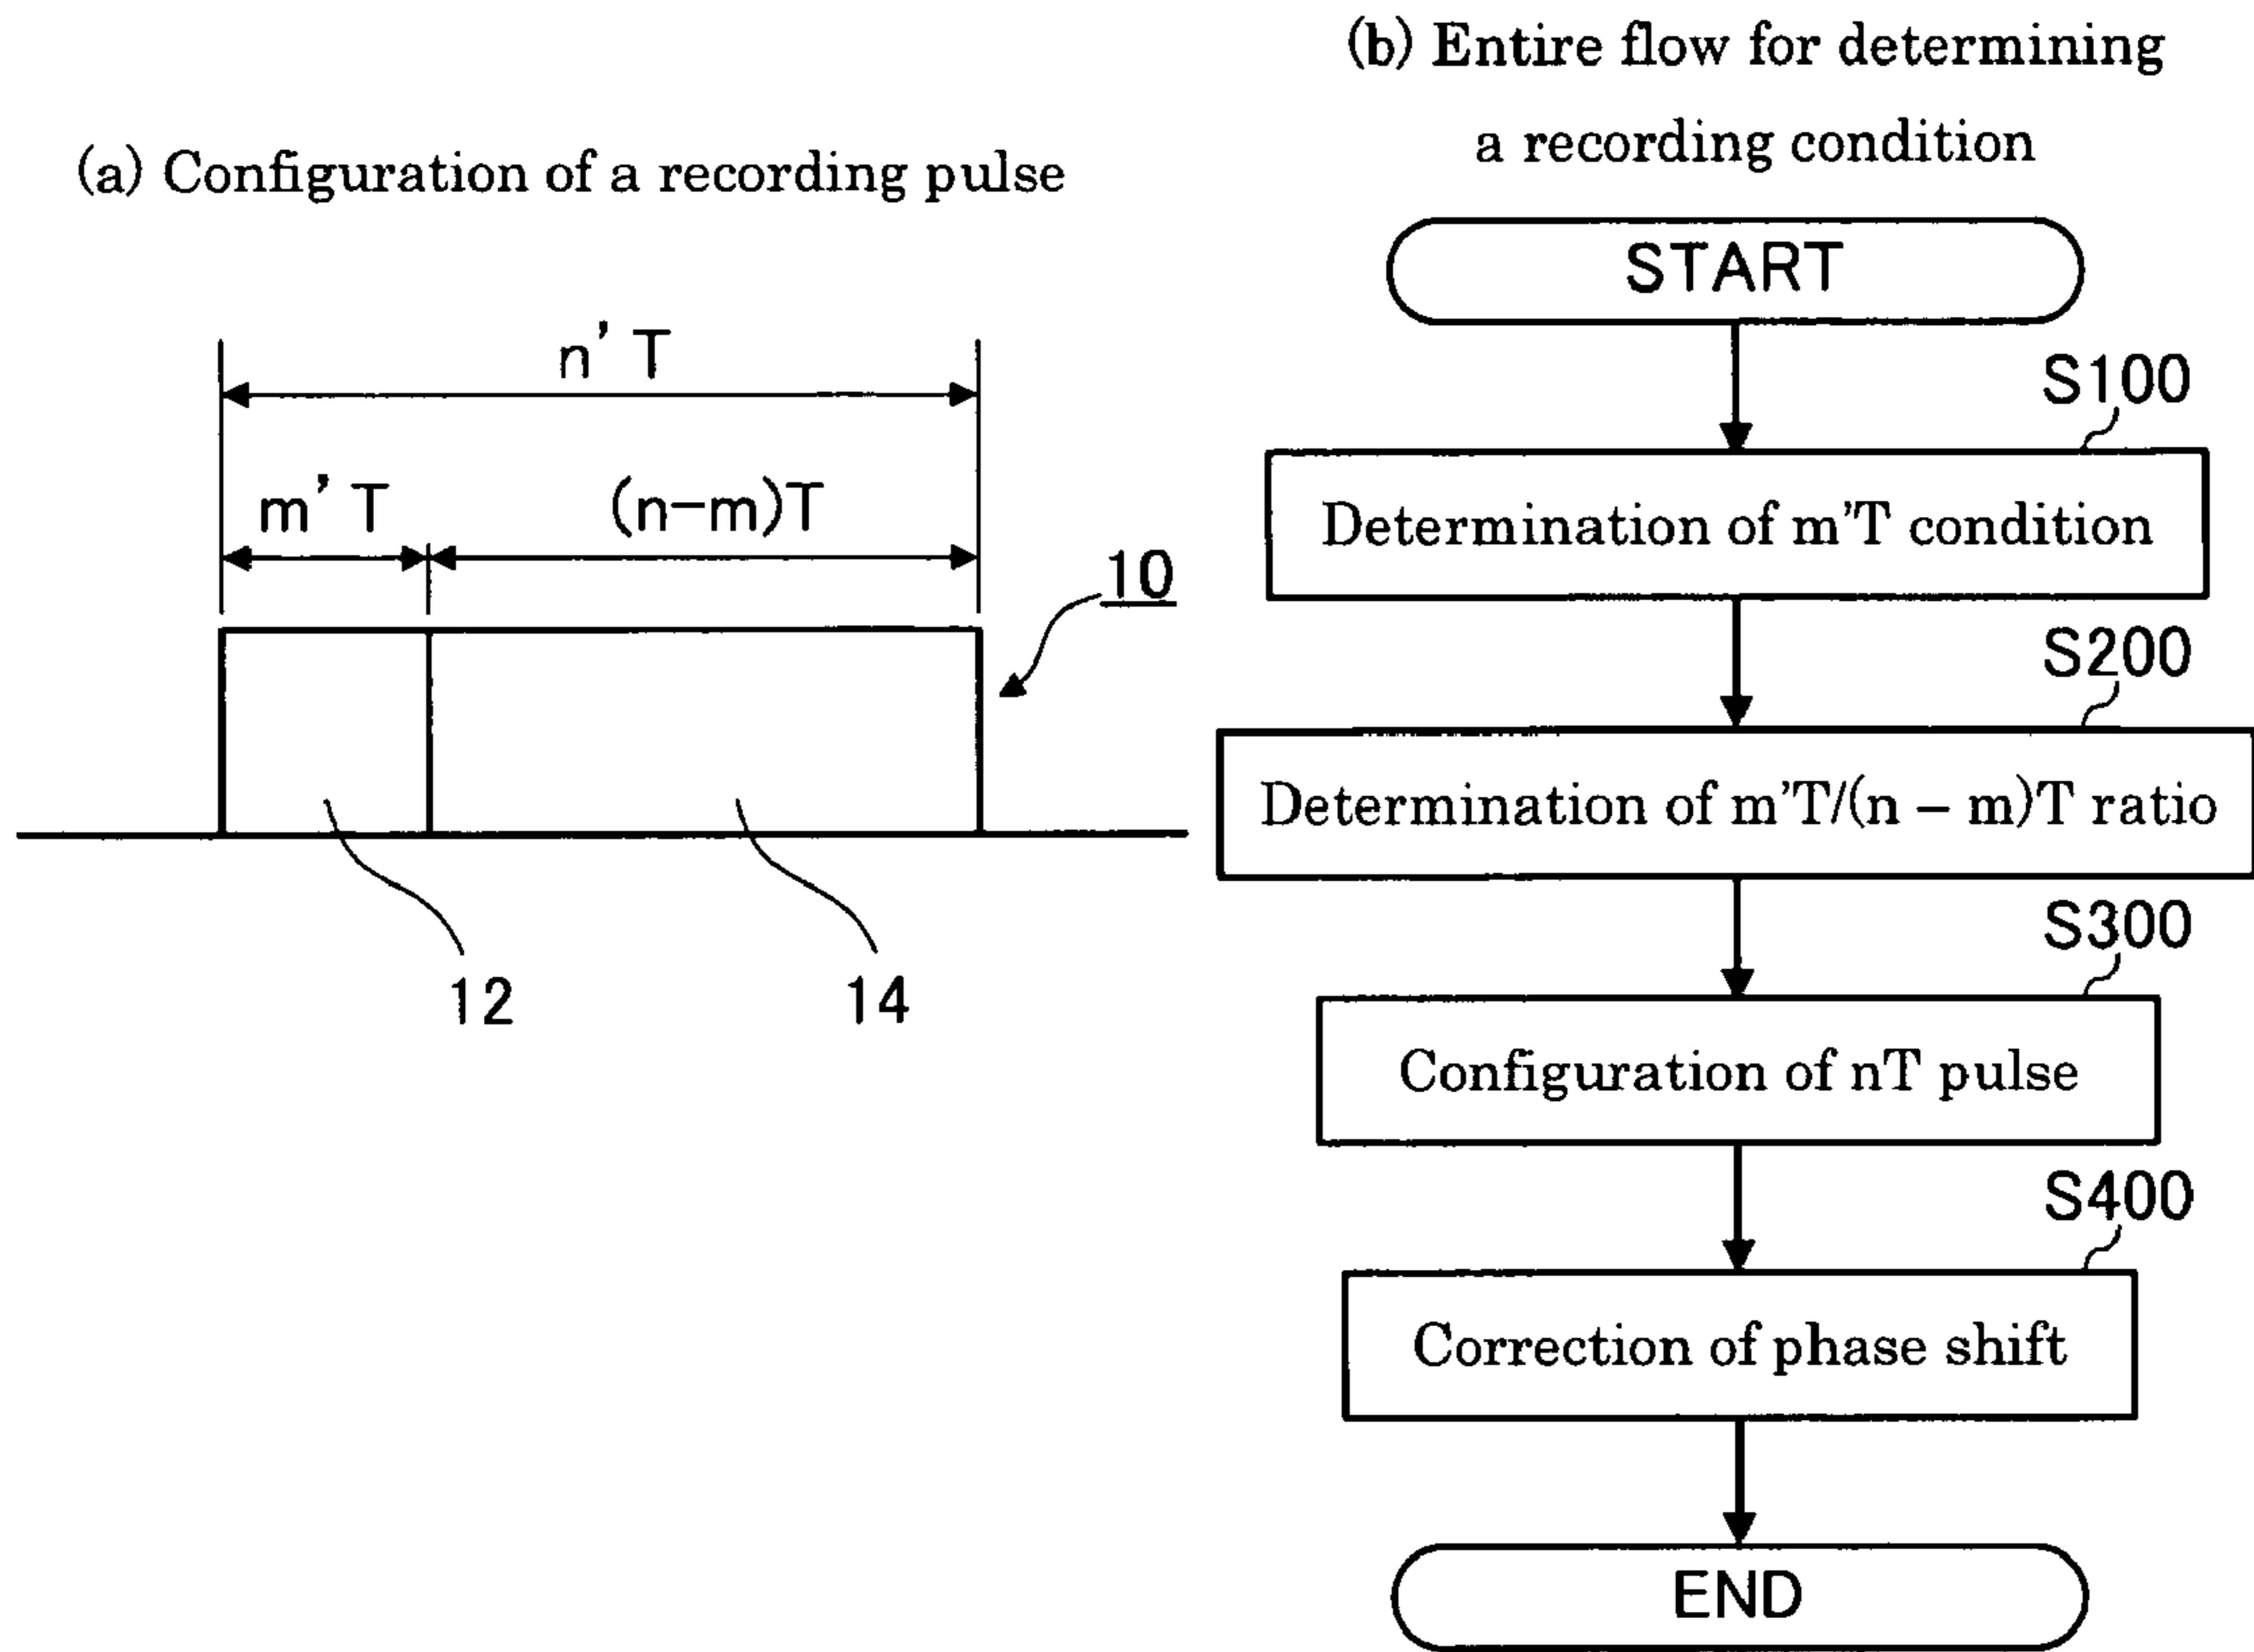 (a) Configuration of a recording pulse
n' T
m' T
(n-m)T
10
12
14
(b) Entire flow for determining
a recording condition
START
S100
Determination of m'T condition
S200
Determination of m'T/(n – m)T ratio
S300
Configuration of nT pulse
S400
Correction of phase shift
END